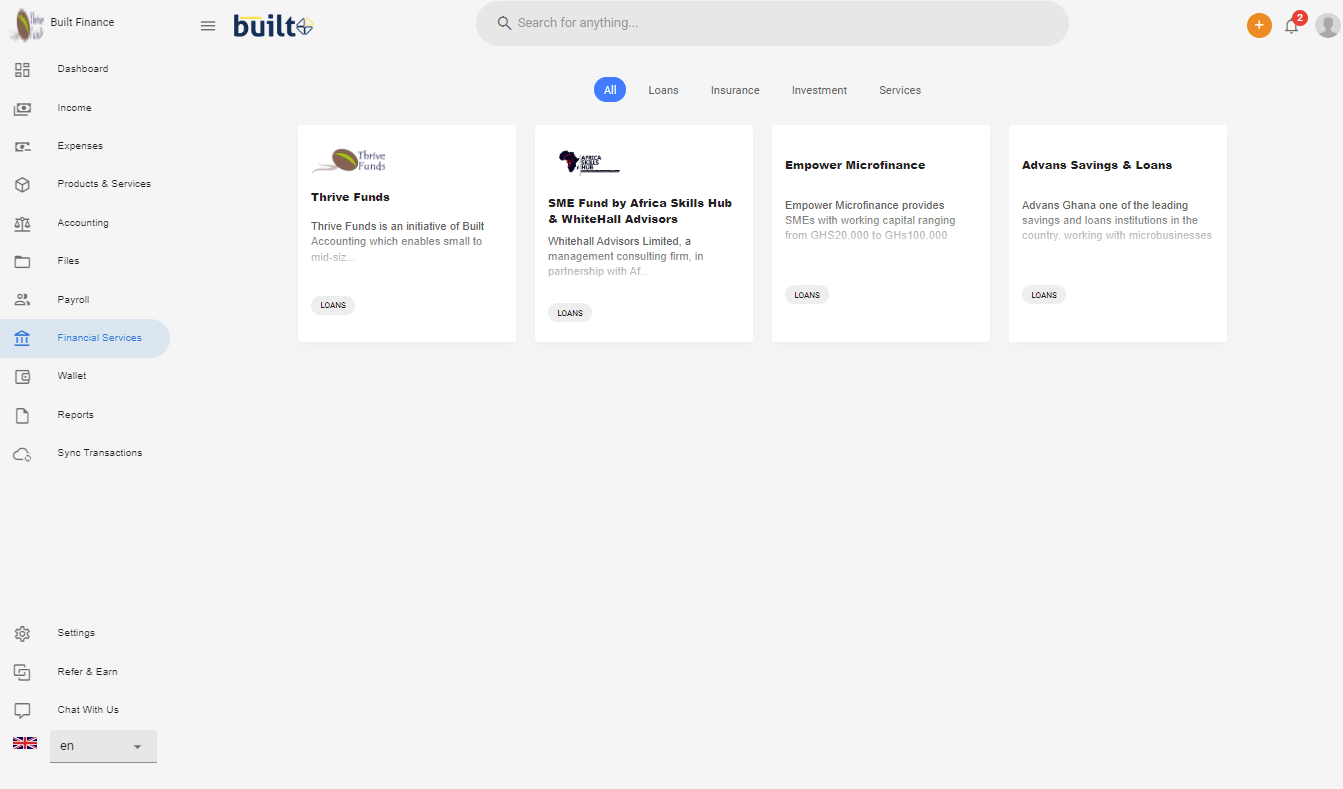 Built Finance
built
Search for anything...
2
Dashboard
Income
Expenses
Products & Services
Accounting
Files
Payroll
Financial Services
Wallet
Reports
Sync Transactions
Settings
Refer & Earn
Chat With Us
en
All
Loans
Insurance
Investment
Services
Thrive
Funds
Thrive Funds
Thrive Funds is an initiative of Built
Accounting which enables small to
mid-siz...
LOANS
AFRICA
SKILLS
HUB
SME Fund by Africa Skills Hub
& WhiteHall Advisors
Whitehall Advisors Limited, a
management consulting firm, in
partnership with Af...
LOANS
Empower Microfinance
Empower Microfinance provides
SMEs with working capital ranging
from GHS20,000 to GHs100,000
LOANS
Advans Savings & Loans
Advans Ghana one of the leading
savings and loans institutions in the
country, working with microbusinesses
LOANS